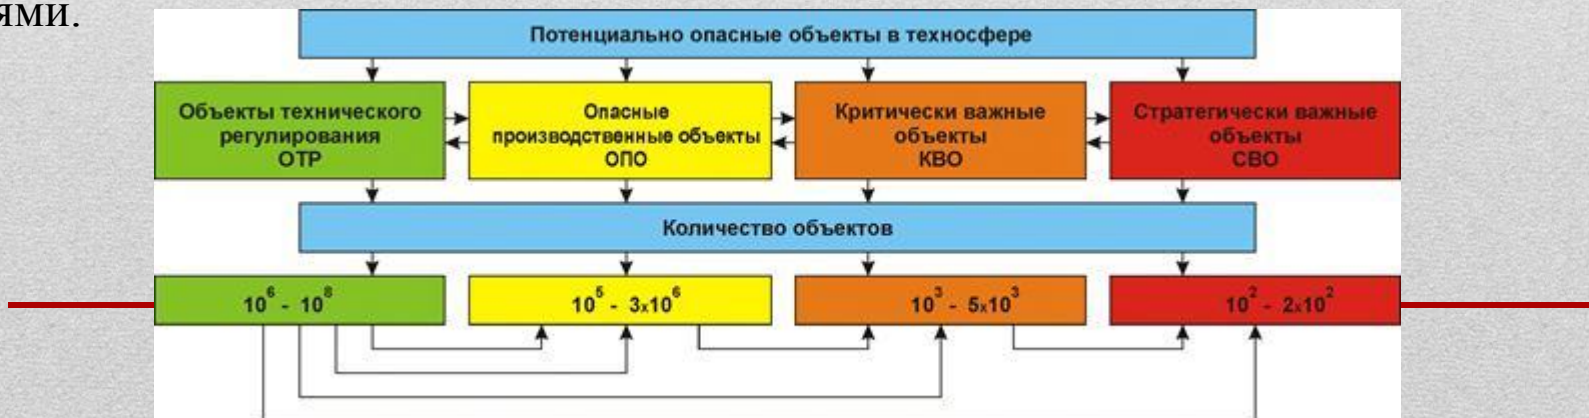 ями.
Потенциально опасные объекты в техносфере
Объекты технического
регулирования
ОТР
Опасные
производственные объекты
ОПО
Критически важные
объекты
КВО
Стратегически важные
объекты
СВО
Количество объектов
10⁶ - 10⁸
10⁵ - 3x10⁶
10³ - 5x10³
10² - 2x10²